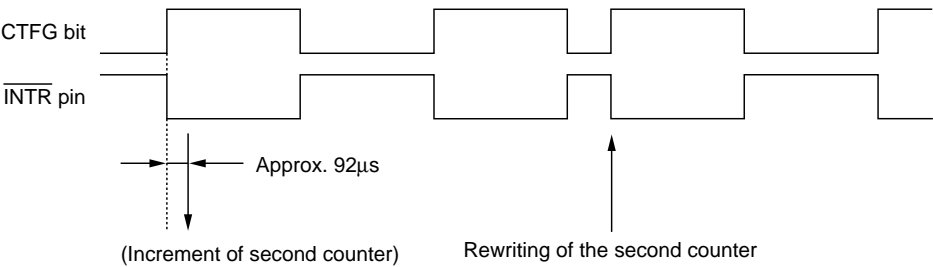 CTFG bit
INTR pin
Approx. 92μs
(Increment of second counter)
Rewriting of the second counter